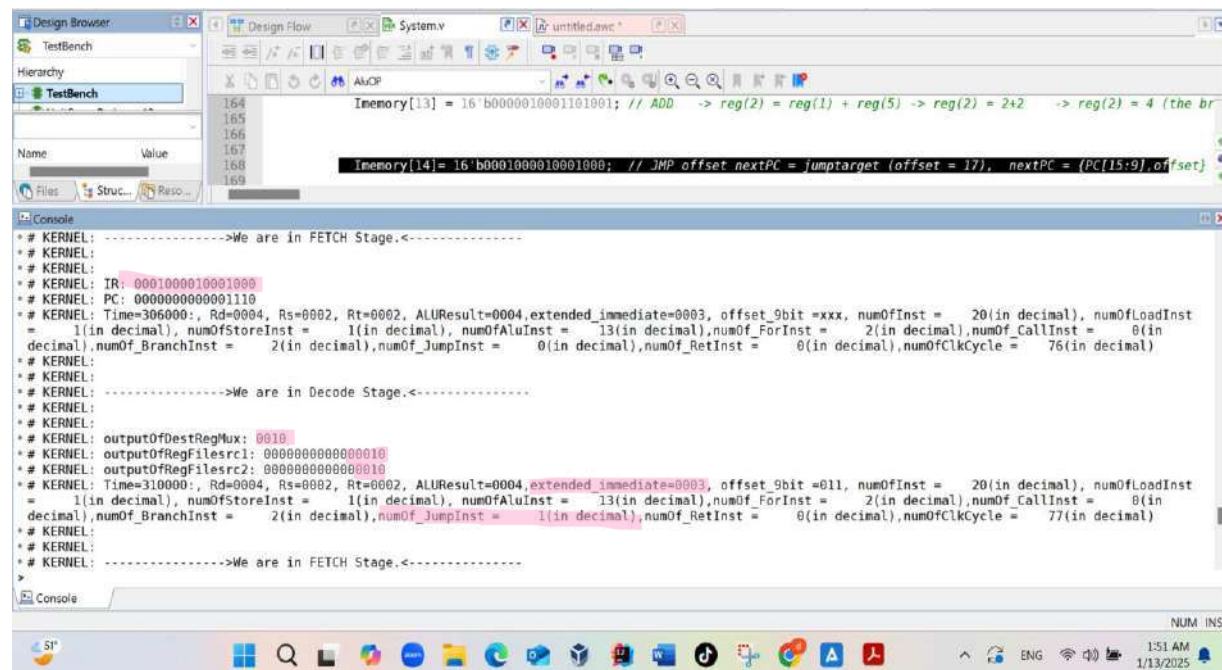 Design Browser
TestBench
Hierarchy
TestBench
Name Value
Files Struc... Reso...
Design Flow
System.v
untitled.awc *
AluOP
164 Imemory[13] = 16'b0000010001101001; // ADD -> reg(2) = reg(1) + reg(5) -> reg(2) = 2+2 -> reg(2) = 4 (the br
165
166
167
168 Imemory[14]= 16'b0001000010001000; // JMP offset nextPC = jumptarget (offset = 17), nextPC = {PC[15:9],offset}
169
Console
# KERNEL: ---------------->We are in FETCH Stage.<---------------
# KERNEL:
# KERNEL:
# KERNEL: IR: 0001000010001000
# KERNEL: PC: 0000000000001110
# KERNEL: Time=306000:, Rd=0004, Rs=0002, Rt=0002, ALUResult=0004,extended_immediate=0003, offset_9bit =xxx, numOfInst = 20(in decimal), numOfLoadInst
= 1(in decimal), numOfStoreInst = 1(in decimal), numOfAluInst = 13(in decimal),numOf_ForInst = 2(in decimal),numOf_CallInst = 0(in
decimal),numOf_BranchInst = 2(in decimal),numOf_JumpInst = 0(in decimal),numOf_RetInst = 0(in decimal),numOfClkCycle = 76(in decimal)
# KERNEL:
# KERNEL:
# KERNEL: ---------------->We are in Decode Stage.<---------------
# KERNEL:
# KERNEL:
# KERNEL: outputOfDestRegMux: 0010
# KERNEL: outputOfRegFilesrc1: 0000000000000010
# KERNEL: outputOfRegFilesrc2: 0000000000000010
# KERNEL: Time=310000:, Rd=0004, Rs=0002, Rt=0002, ALUResult=0004,extended_immediate=0003, offset_9bit =011, numOfInst = 20(in decimal), numOfLoadInst
= 1(in decimal), numOfStoreInst = 1(in decimal), numOfAluInst = 13(in decimal),numOf_ForInst = 2(in decimal),numOf_CallInst = 0(in
decimal),numOf_BranchInst = 2(in decimal),numOf_JumpInst = 1(in decimal),numOf_RetInst = 0(in decimal),numOfClkCycle = 77(in decimal)
# KERNEL:
# KERNEL:
# KERNEL: ---------------->We are in FETCH Stage.<---------------
>
Console
NUM INS
51°
ENG
1:51 AM
1/13/2025